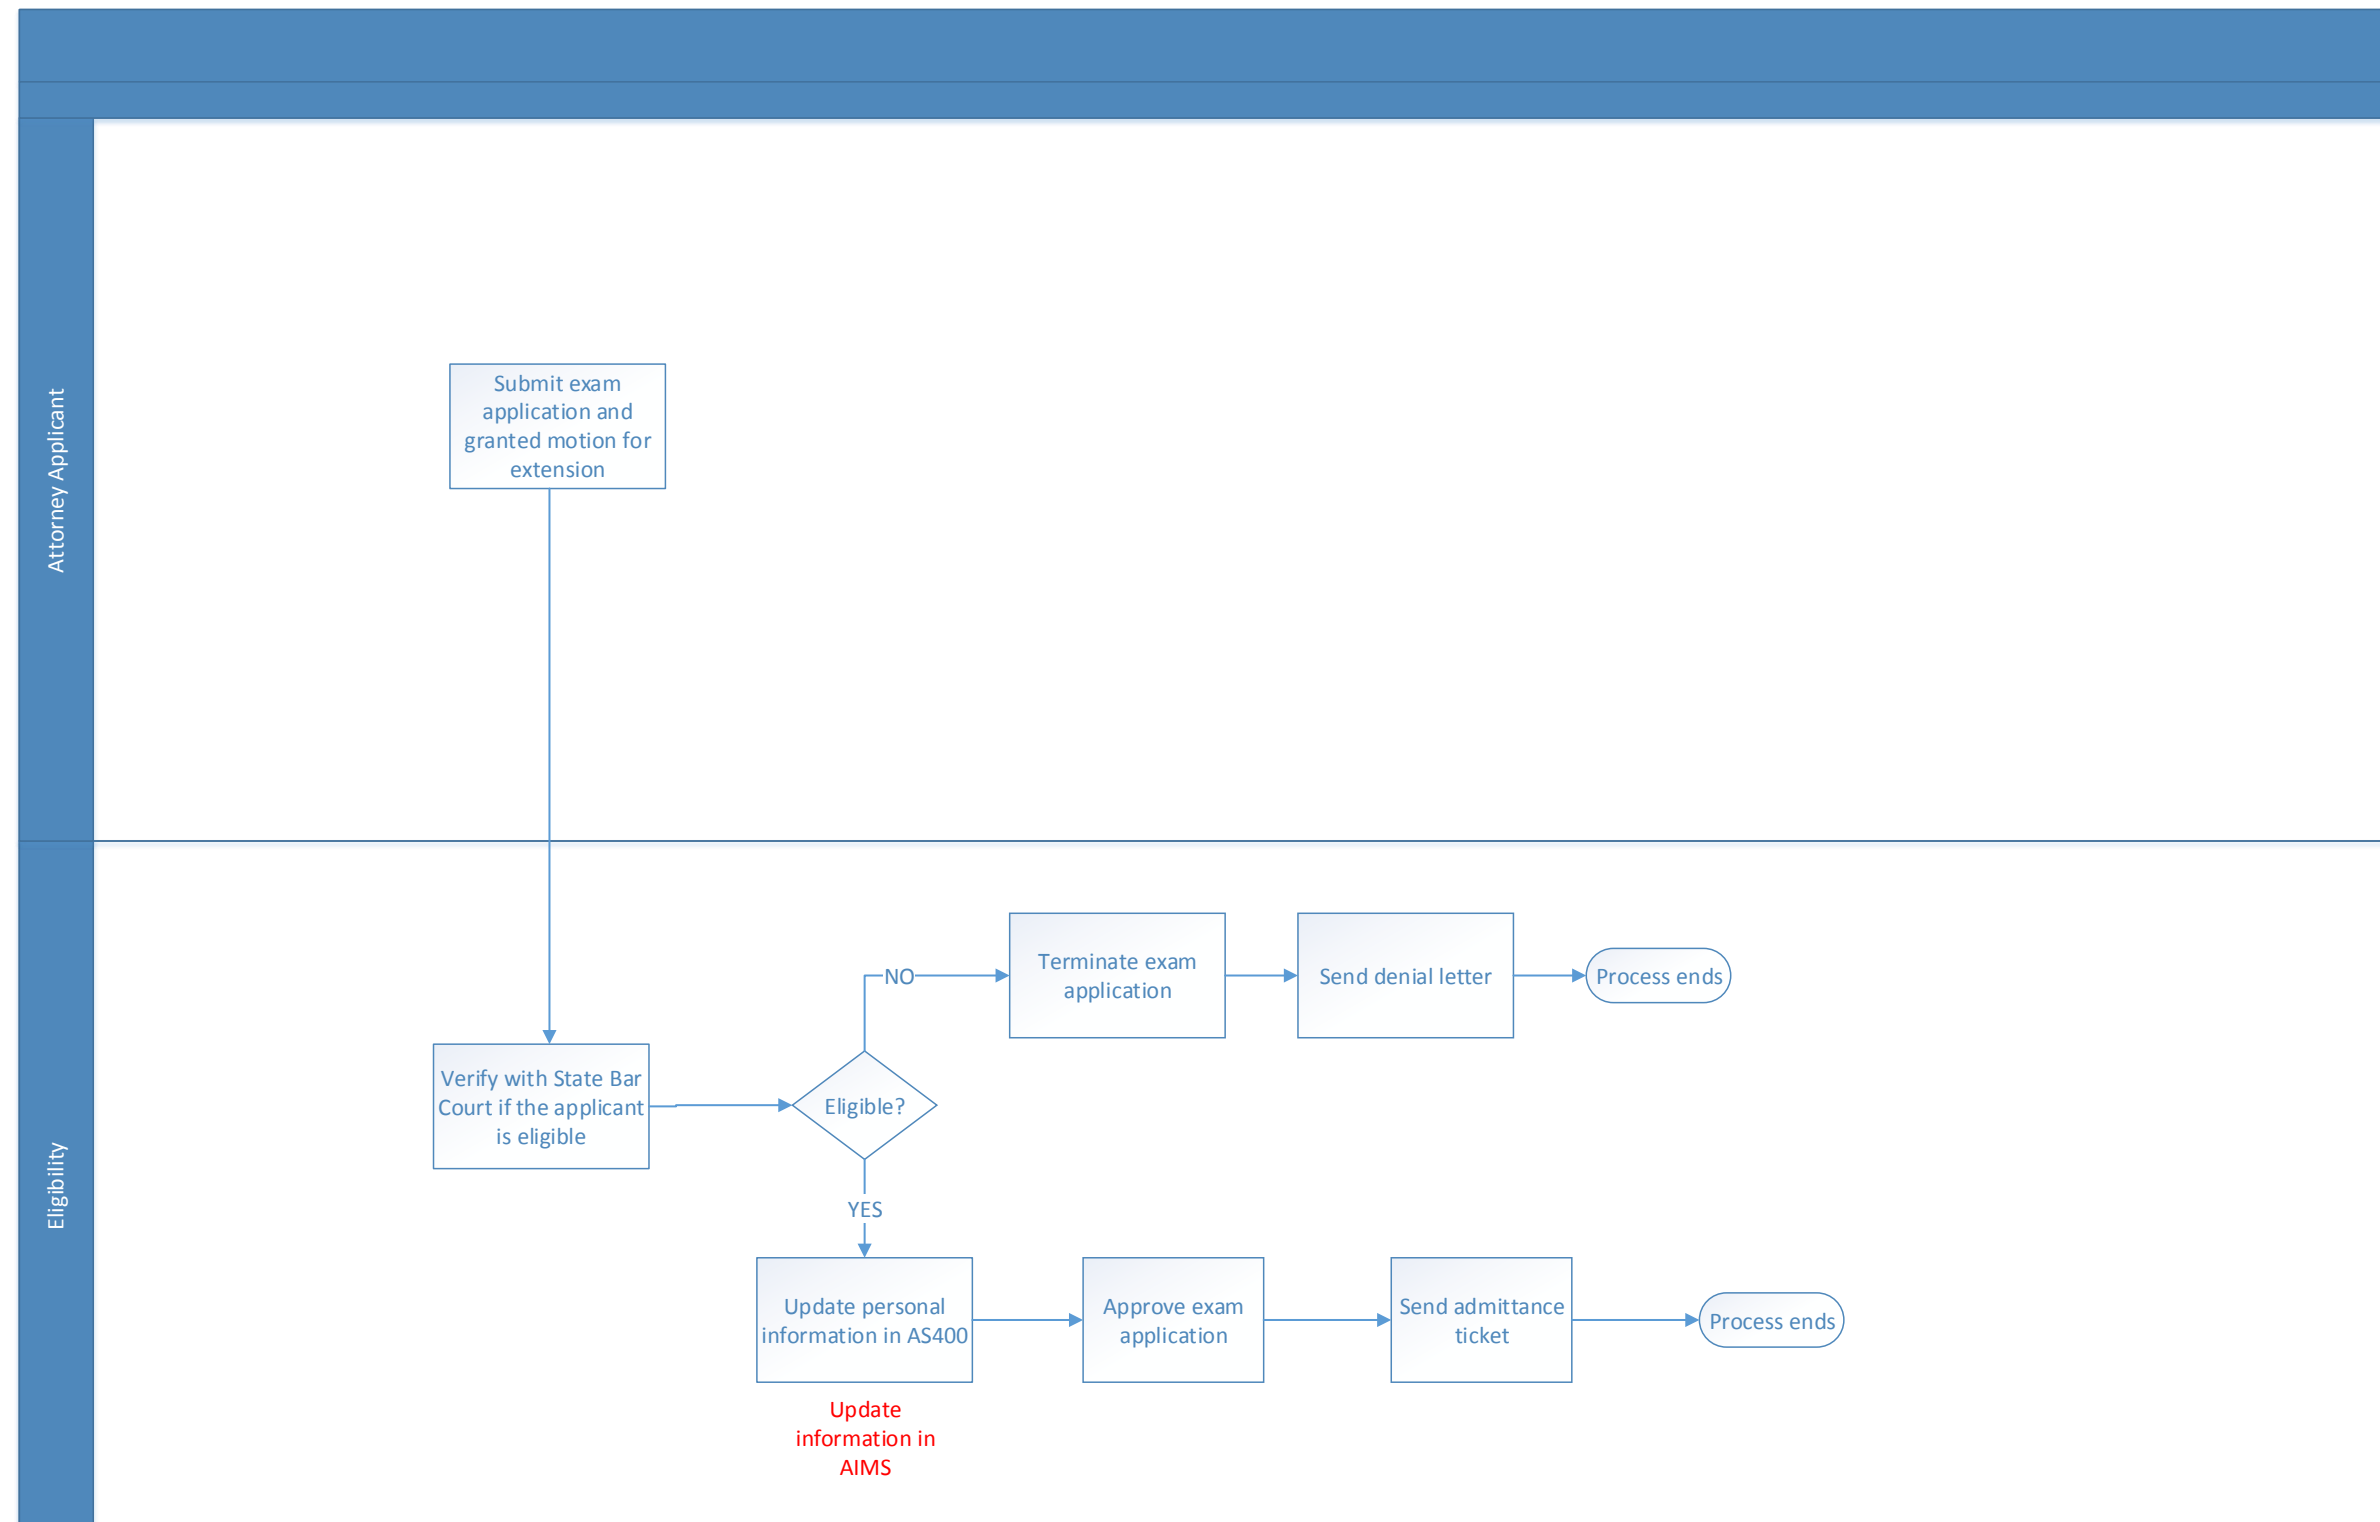 Attorney Applicant
Submit exam
application and
granted motion for
extension
Eligibility
Verify with State Bar
Court if the applicant
is eligible
Eligible?
NO
Terminate exam
application
Send denial letter
Process ends
YES
Update personal
information in AS400
Approve exam
application
Send admittance
ticket
Process ends
Update
information in
AIMS